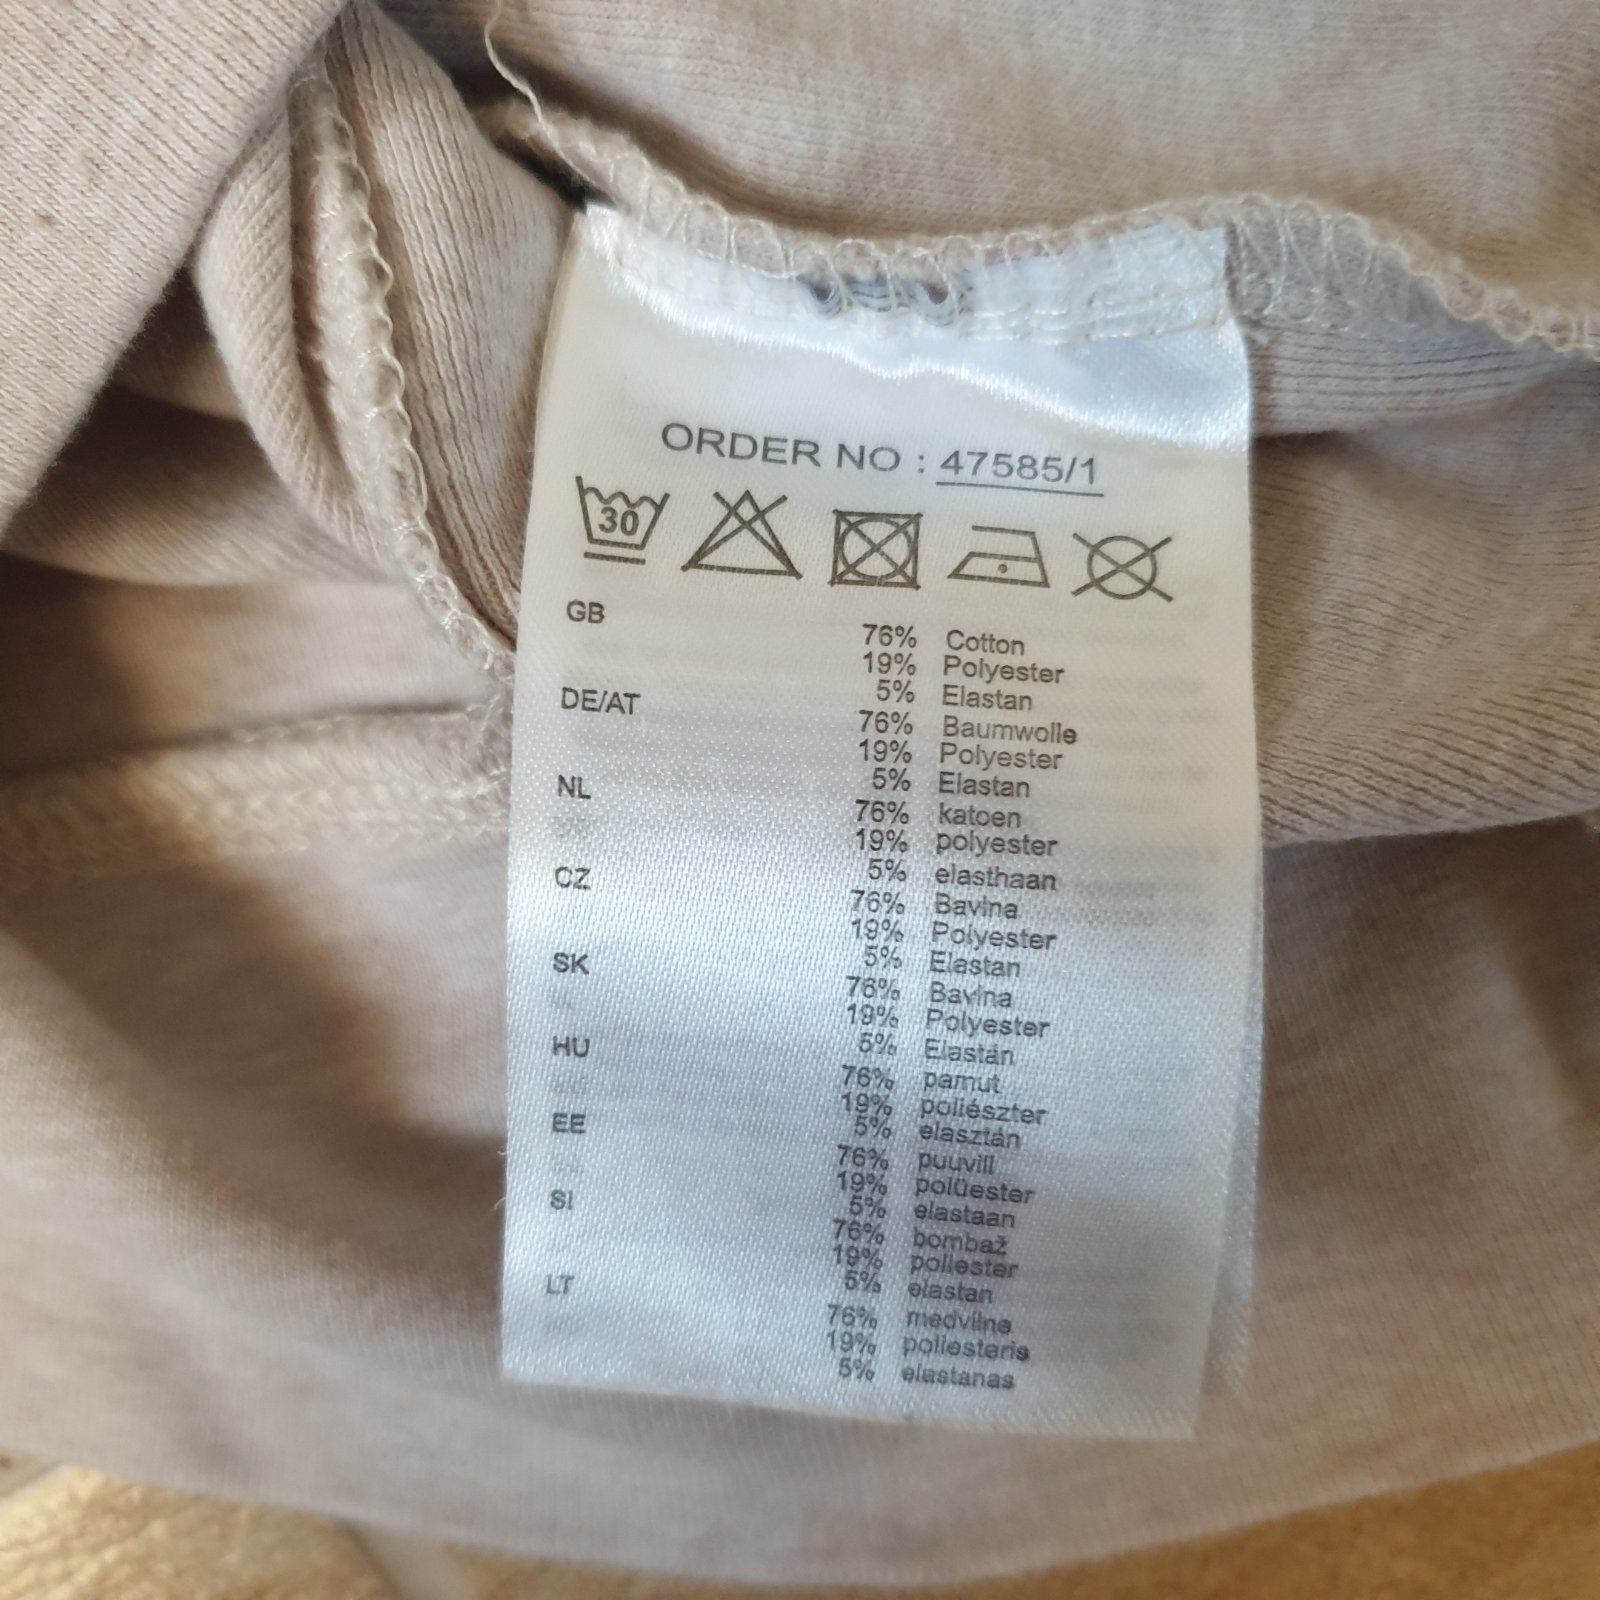 ORDER NO : 47585/1
30
GB
76% Cotton
19% Polyester
5% Elastan
DE/AT
76% Baumwolle
19% Polyester
5% Elastan
NL
76% katoen
19% polyester
5% elasthaan
CZ
76% Bavlna
19% Polyester
5% Elastan
SK
76% Bavlna
19% Polyester
5% Elastán
HU
76% pamut
19% poliészter
5% elasztán
EE
76% puuvill
19% polüester
5% elastaan
SI
76% bombaž
19% poliester
5% elastan
LT
76% medvilne
19% poliesteris
5% elastanas